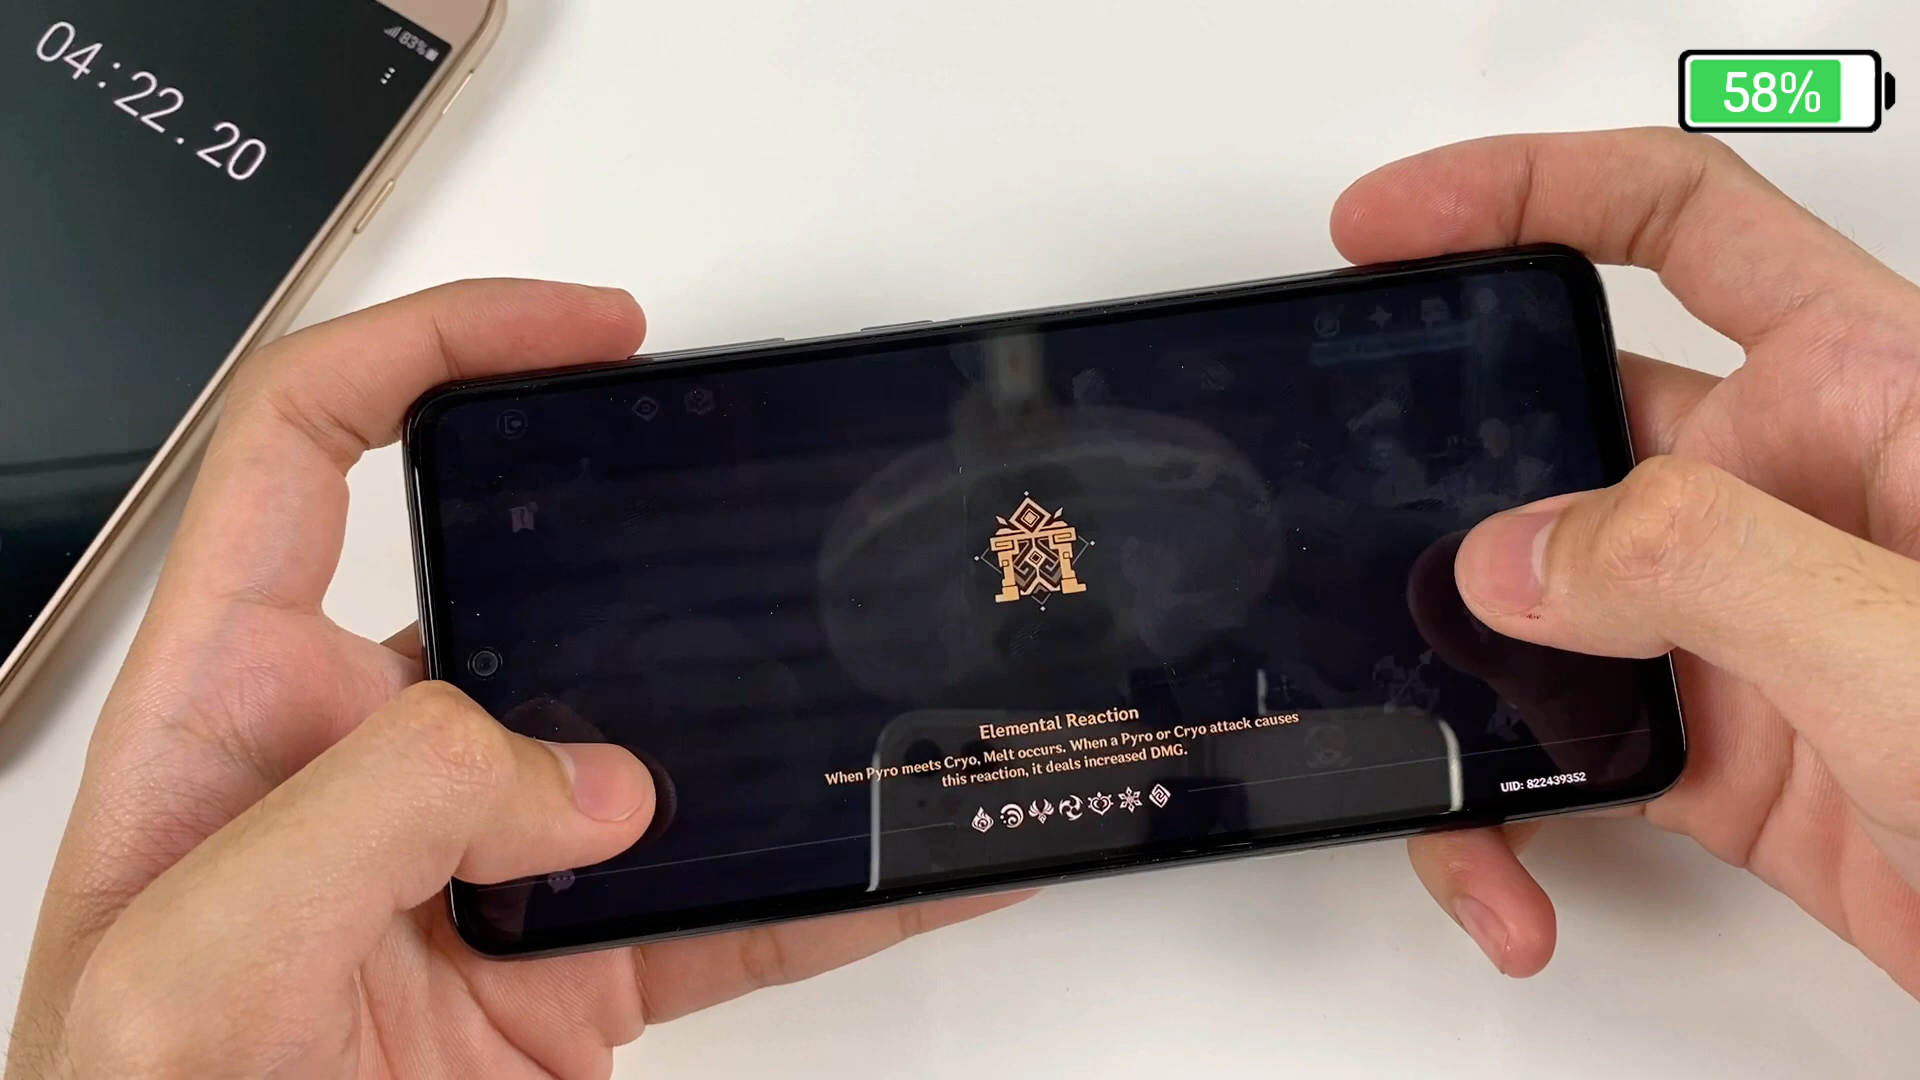 04:22.20
83%
58%
Elemental Reaction
When Pyro meets Cryo, Melt occurs. When a Pyro or Cryo attack causes
this reaction, it deals increased DMG.
UID: 822439352